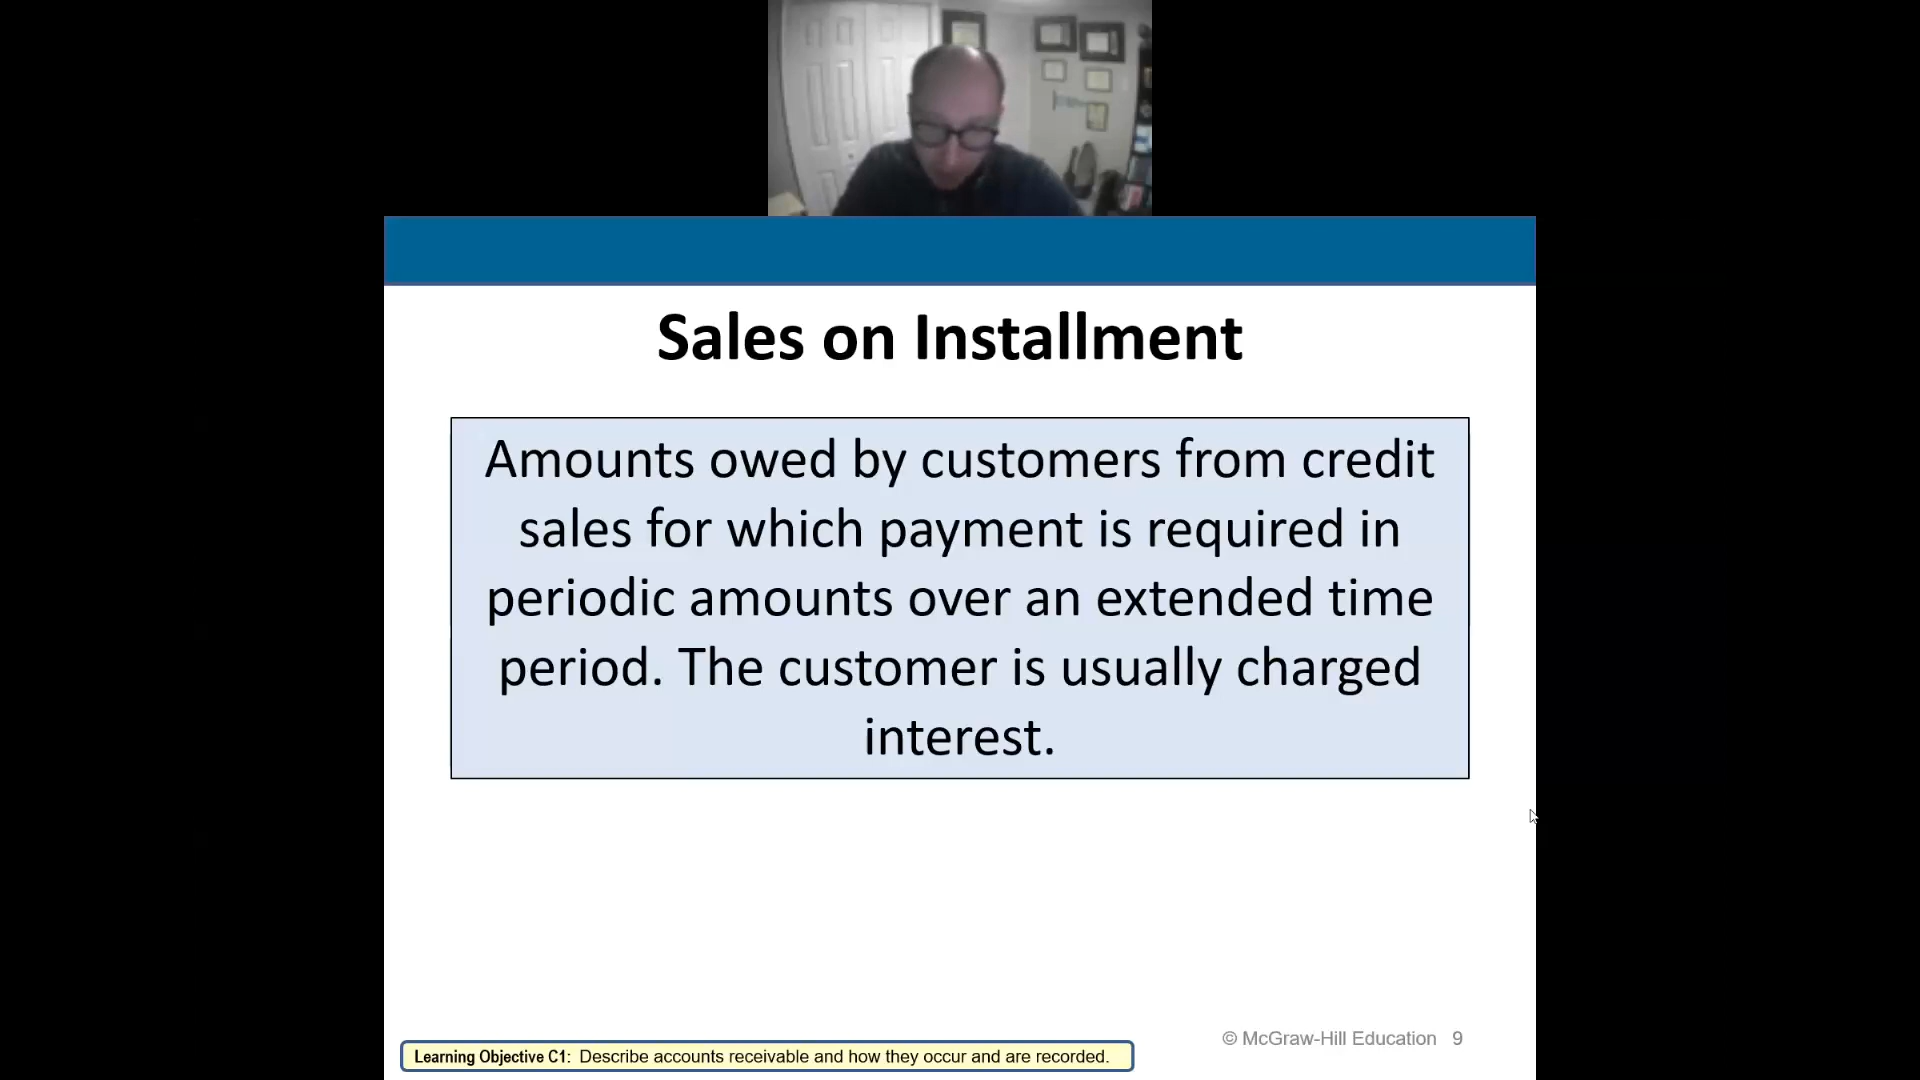 Sales on Installment
Amounts owed by customers from credit
sales for which payment is required in
periodic amounts over an extended time
period. The customer is usually charged
interest.
© McGraw-Hill Education 9
Learning Objective C1: Describe accounts receivable and how they occur and are recorded.